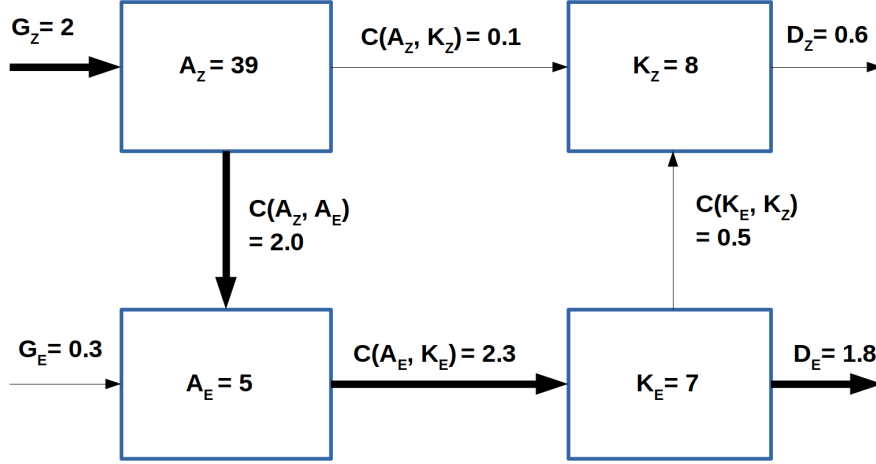 G_Z= 2
A_Z = 39
C(A_Z, K_Z) = 0.1
K_Z = 8
D_Z= 0.6
C(A_Z, A_E)
= 2.0
C(K_E, K_Z)
= 0.5
G_E= 0.3
A_E = 5
C(A_E, K_E) = 2.3
K_E= 7
D_E= 1.8